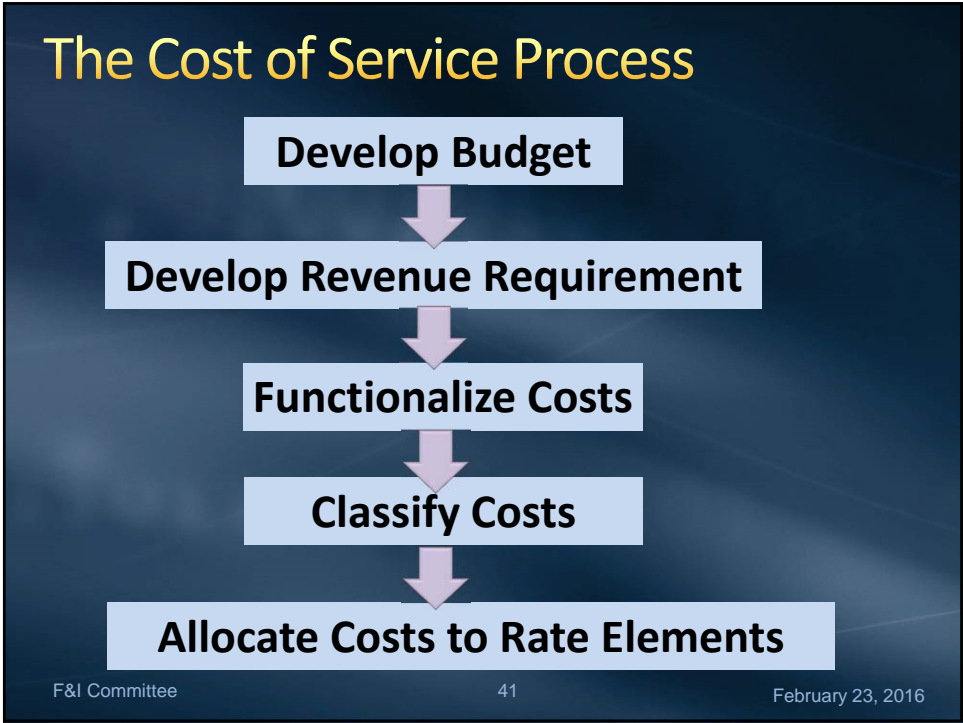 The Cost of Service Process
Develop Budget
Develop Revenue Requirement
Functionalize Costs
Classify Costs
Allocate Costs to Rate Elements
F&I Committee
41
February 23, 2016